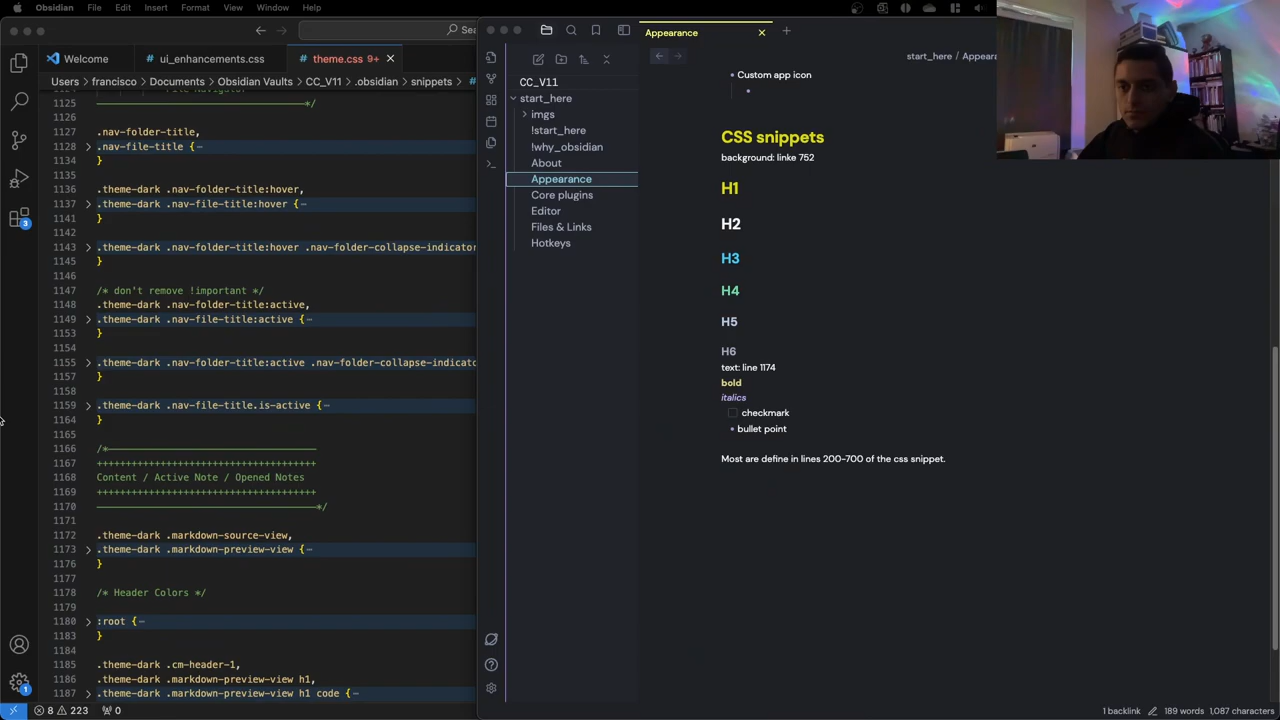 Obsidian File Edit Insert Format View Window Help
Sea
Welcome
# ui_enhancements.css
# theme.css 9+
Users > francisco > Documents > Obsidian Vaults > CC_V11 > .obsidian > snippets > #
1125 ─*/
1126
1127 .nav-folder-title,
1128 .nav-file-title {
1134 }
1135
1136 .theme-dark .nav-folder-title:hover,
1137 .theme-dark .nav-file-title:hover {
1141 }
1142
1143 .theme-dark .nav-folder-title:hover .nav-folder-collapse-indicator
1145 }
1146
1147 /* don't remove !important */
1148 .theme-dark .nav-folder-title:active,
1149 .theme-dark .nav-file-title:active {
1153 }
1154
1155 .theme-dark .nav-folder-title:active .nav-folder-collapse-indicato
1157 }
1158
1159 .theme-dark .nav-file-title.is-active {
1164 }
1165
1166 /*
1167 ++++++++++++++++++++++++++++++++++++++
1168 Content / Active Note / Opened Notes
1169 ++++++++++++++++++++++++++++++++++++++
1170 */
1171
1172 .theme-dark .markdown-source-view,
1173 .theme-dark .markdown-preview-view {
1176 }
1177
1178 /* Header Colors */
1179
1180 :root {
1183 }
1184
1185 .theme-dark .cm-header-1,
1186 .theme-dark .markdown-preview-view h1,
1187 .theme-dark .markdown-preview-view h1 code {
3
1
8 223 0
CC_V11
start_here
imgs
!start_here
!why_obsidian
About
Appearance
Core plugins
Editor
Files & Links
Hotkeys
Appearance
start_here / Appeara
Custom app icon
CSS snippets
background: linke 752
H1
H2
H3
H4
H5
H6
text: line 1174
bold
italics
checkmark
bullet point
Most are define in lines 200-700 of the css snippet.
1 backlink 189 words 1,087 characters